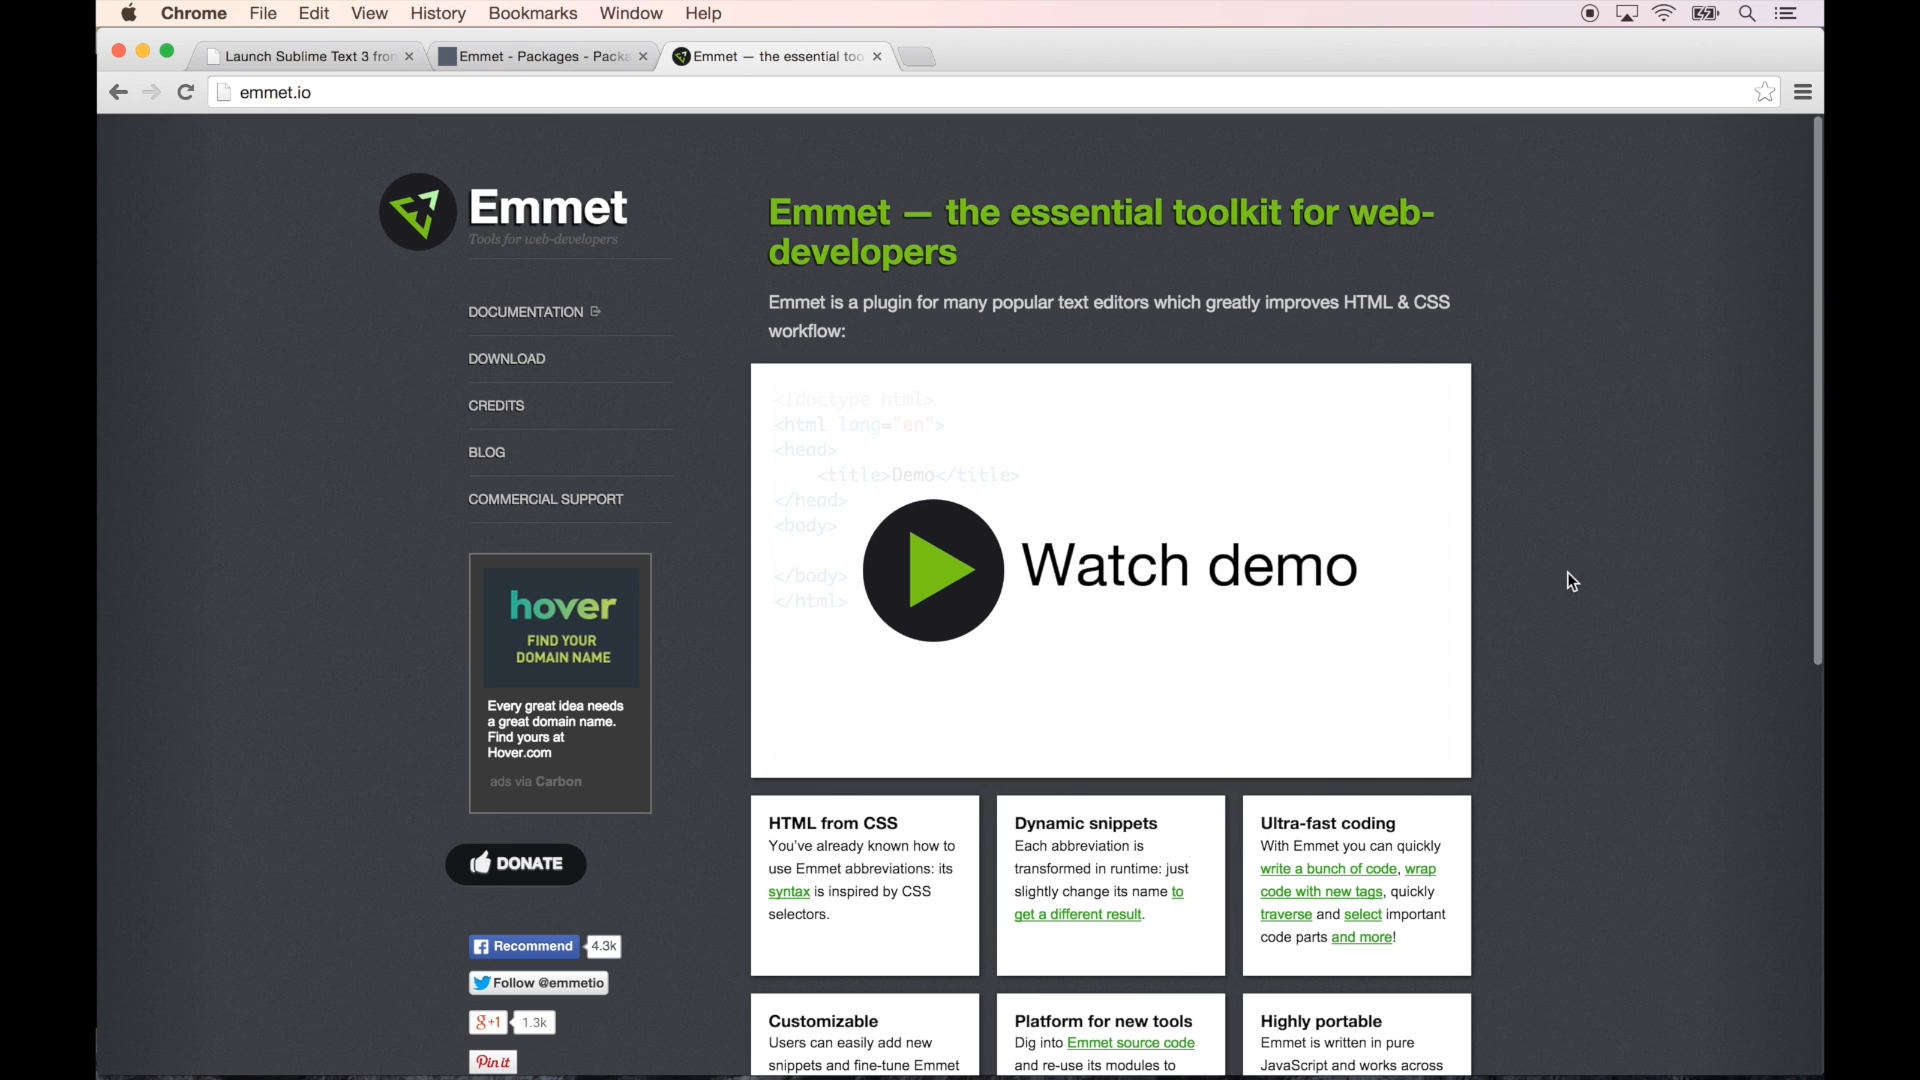 Chrome File Edit View History Bookmarks Window Help
Launch Sublime Text 3 fron
Emmet - Packages - Packa
Emmet — the essential too
emmet.io
Emmet
Tools for web-developers
DOCUMENTATION
DOWNLOAD
CREDITS
BLOG
COMMERCIAL SUPPORT
hover
FIND YOUR
DOMAIN NAME
Every great idea needs
a great domain name.
Find yours at
Hover.com
ads via Carbon
DONATE
Recommend 4.3k
Follow @emmetio
g+1 1.3k
Pin it
Emmet — the essential toolkit for web-
developers
Emmet is a plugin for many popular text editors which greatly improves HTML & CSS
workflow:
<!doctype html>
<html lang="en">
<head>
<title>Demo</title>
</head>
<body>
</body>
</html>
Watch demo
HTML from CSS
You've already known how to
use Emmet abbreviations: its
syntax is inspired by CSS
selectors.
Dynamic snippets
Each abbreviation is
transformed in runtime: just
slightly change its name to
get a different result.
Ultra-fast coding
With Emmet you can quickly
write a bunch of code, wrap
code with new tags, quickly
traverse and select important
code parts and more!
Customizable
Users can easily add new
snippets and fine-tune Emmet
Platform for new tools
Dig into Emmet source code
and re-use its modules to
Highly portable
Emmet is written in pure
JavaScript and works across